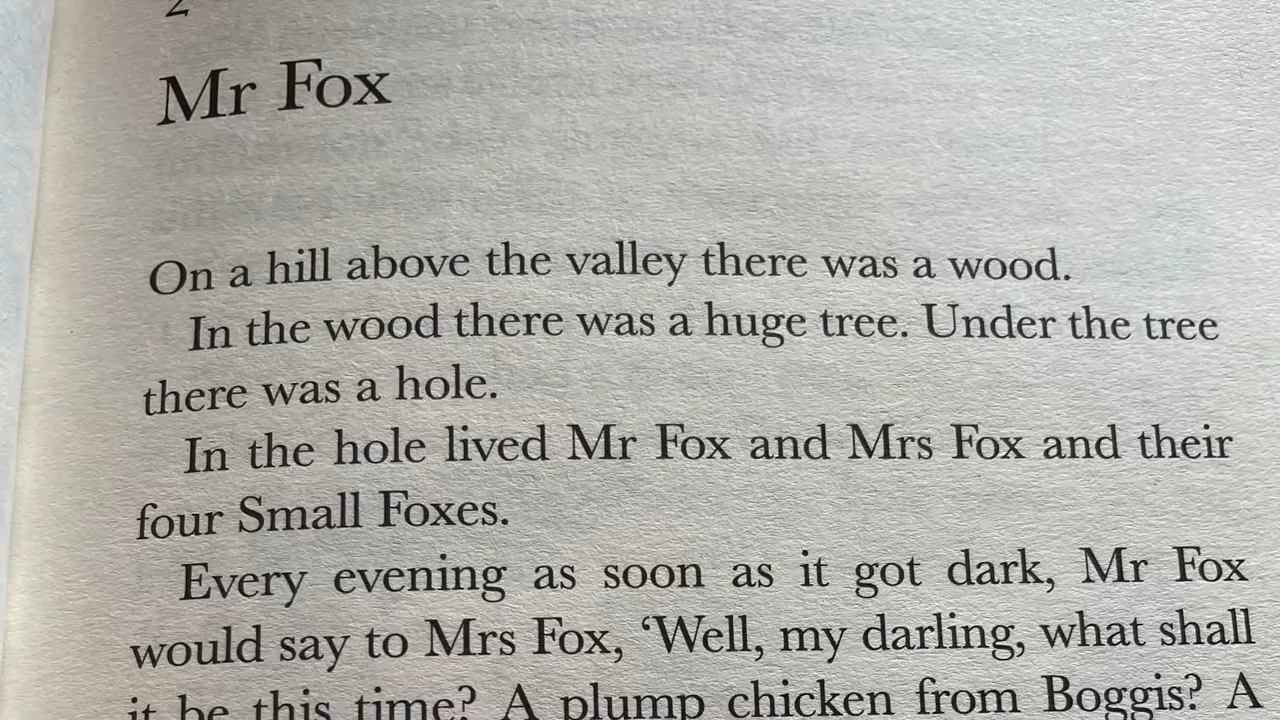 2
Mr Fox
On a hill above the valley there was a wood.
In the wood there was a huge tree. Under the tree
there was a hole.
In the hole lived Mr Fox and Mrs Fox and their
four Small Foxes.
Every evening as soon as it got dark, Mr Fox
would say to Mrs Fox, ‘Well, my darling, what shall
it be this time? A plump chicken from Boggis? A